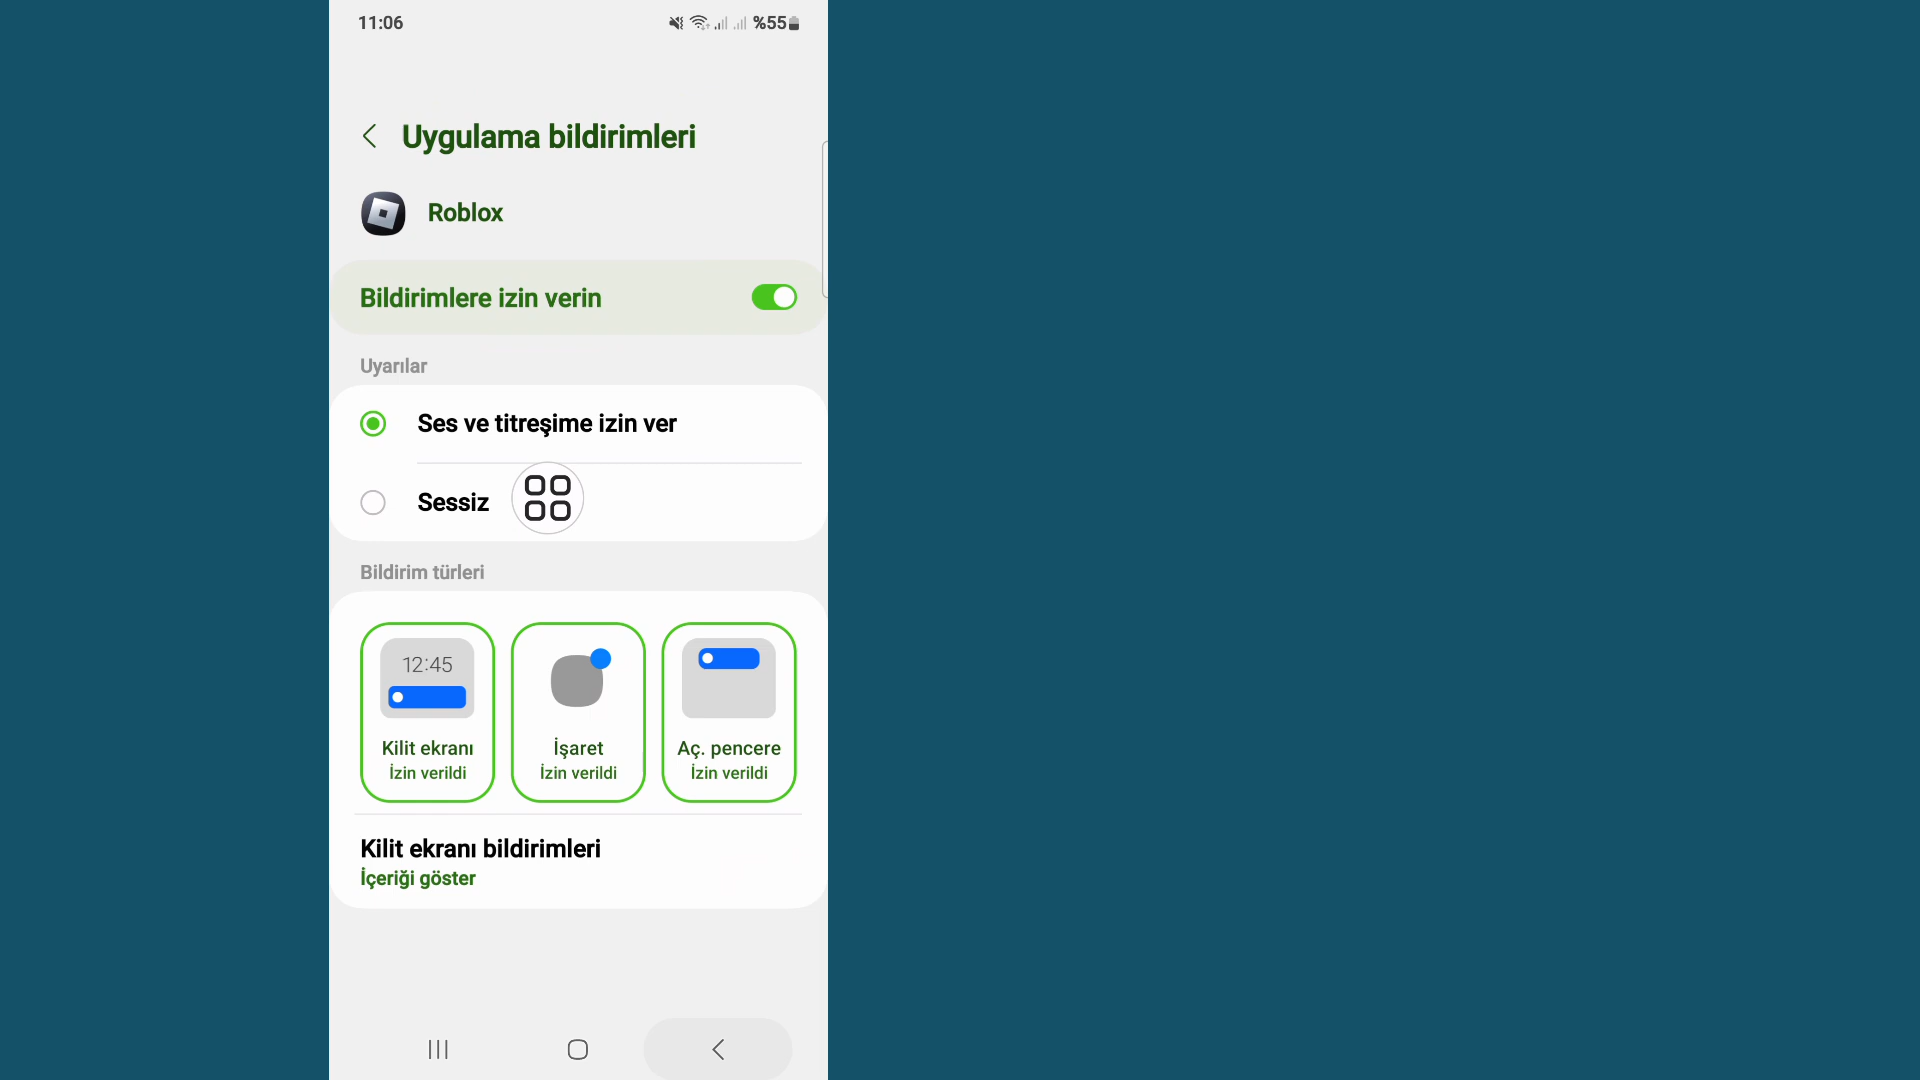 11:06
%55
Uygulama bildirimleri
Roblox
Bildirimlere izin verin
Uyarılar
Ses ve titreşime izin ver
Sessiz
Bildirim türleri
12:45
Kilit ekranı
İzin verildi
İşaret
İzin verildi
Aç. pencere
İzin verildi
Kilit ekranı bildirimleri
İçeriği göster